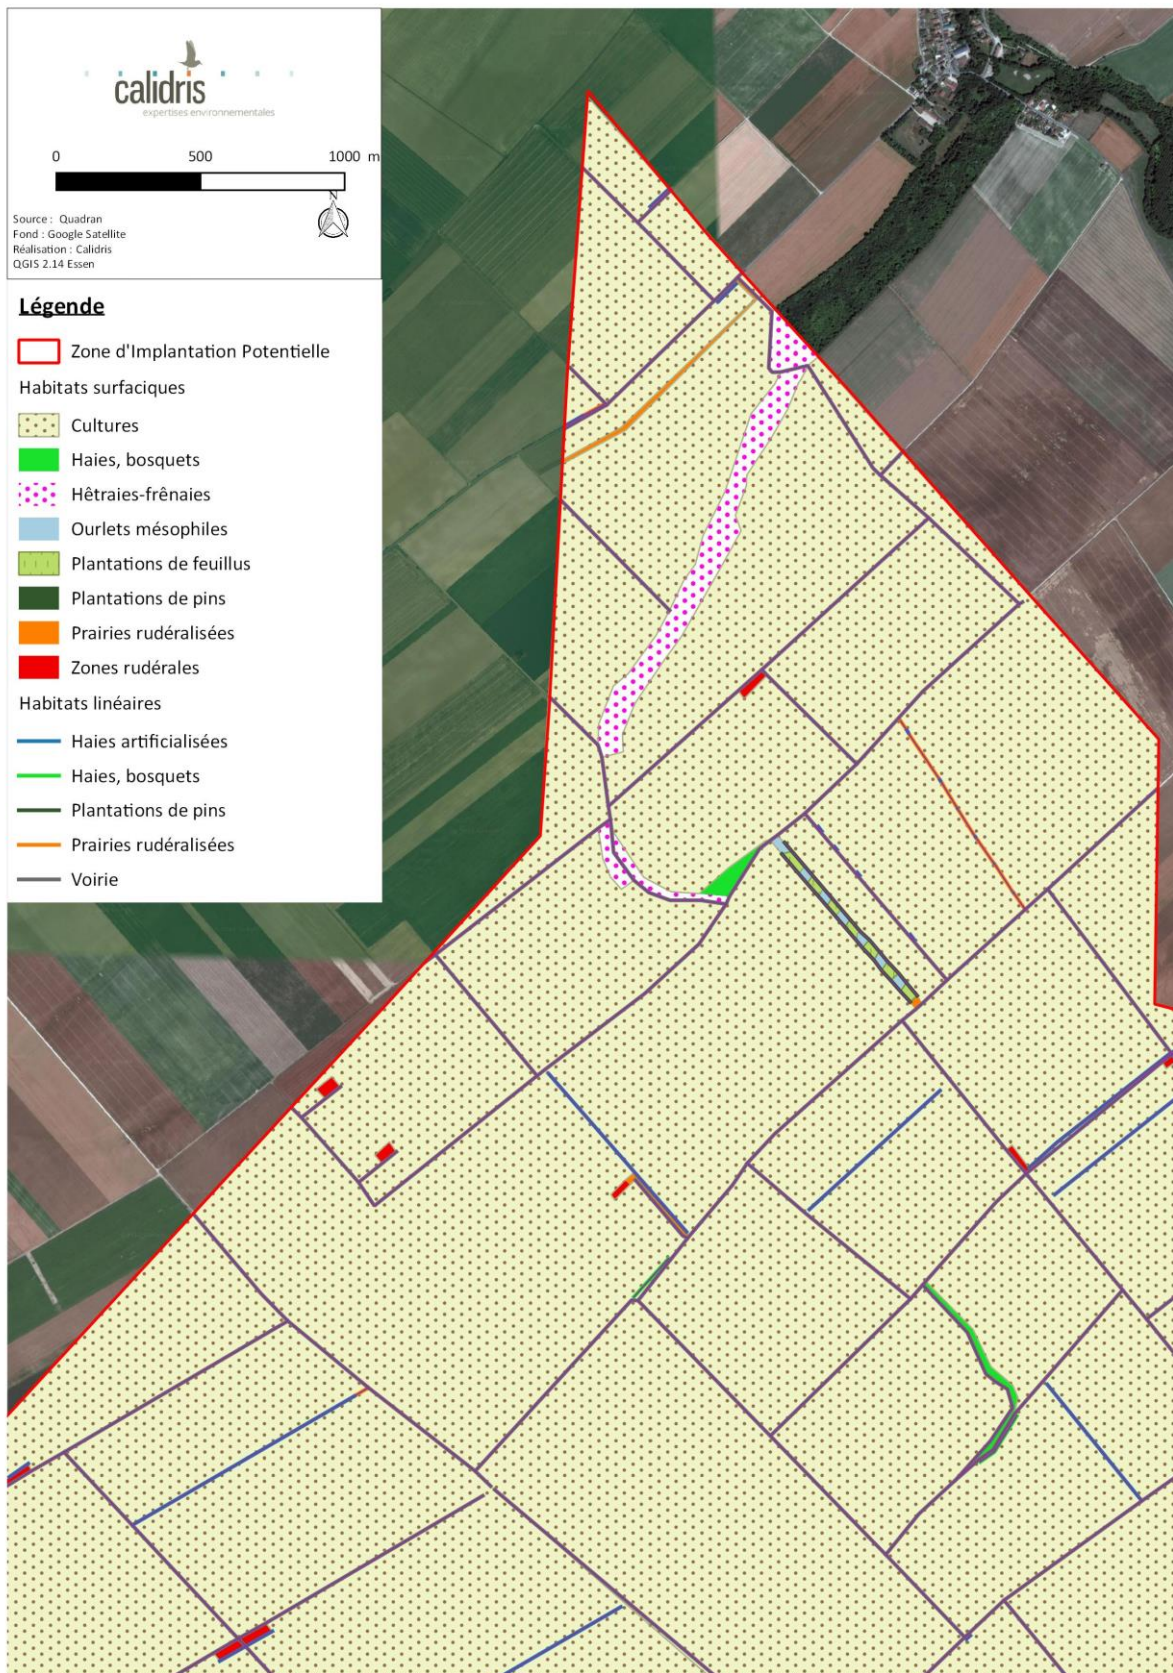 calidris
expertises environnementales
0 500 1000 m
N
Source : Quadran
Fond : Google Satellite
Réalisation : Calidris
QGIS 2.14 Essen
Légende
Zone d'Implantation Potentielle
Habitats surfaciques
Cultures
Haies, bosquets
Hêtraies-frênaies
Ourlets mésophiles
Plantations de feuillus
Plantations de pins
Prairies rudéralisées
Zones rudérales
Habitats linéaires
Haies artificialisées
Haies, bosquets
Plantations de pins
Prairies rudéralisées
Voirie